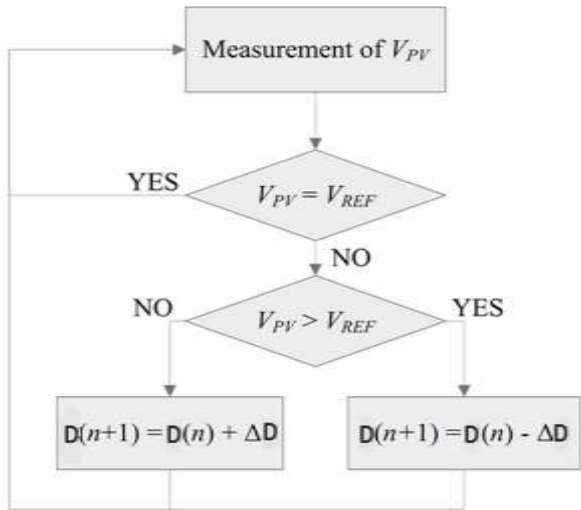 Measurement of V_PV
YES
V_PV = V_REF
NO
NO
V_PV > V_REF
YES
D(n+1) = D(n) + ΔD
D(n+1) = D(n) - ΔD